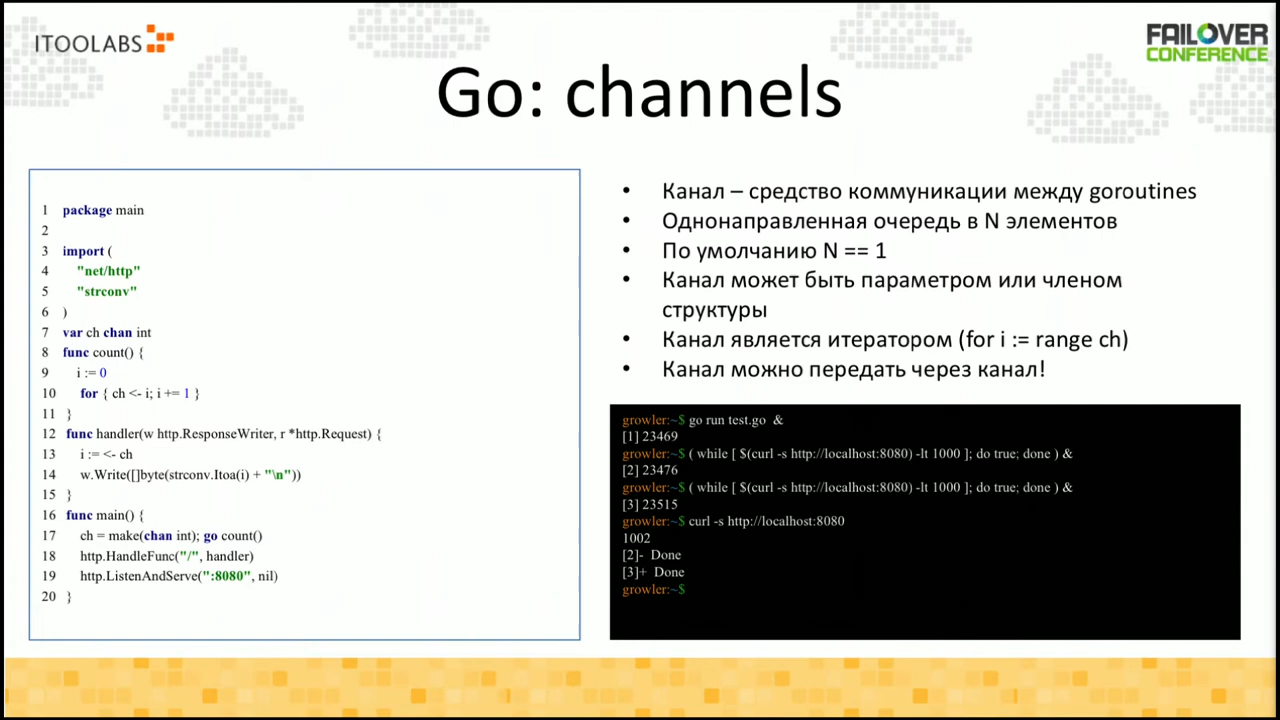 ITOOLABS
FAILOVER
CONFERENCE
Go: channels
1 package main
2
3 import (
4 "net/http"
5 "strconv"
6 )
7 var ch chan int
8 func count() {
9 i := 0
10 for { ch <- i; i += 1 }
11 }
12 func handler(w http.ResponseWriter, r *http.Request) {
13 i := <- ch
14 w.Write([]byte(strconv.Itoa(i) + "\n"))
15 }
16 func main() {
17 ch = make(chan int); go count()
18 http.HandleFunc("/", handler)
19 http.ListenAndServe(":8080", nil)
20 }
• Канал – средство коммуникации между goroutines
• Однонаправленная очередь в N элементов
• По умолчанию N == 1
• Канал может быть параметром или членом
структуры
• Канал является итератором (for i := range ch)
• Канал можно передать через канал!
growler:~$ go run test.go &
[1] 23469
growler:~$ ( while [ $(curl -s http://localhost:8080) -lt 1000 ]; do true; done ) &
[2] 23476
growler:~$ ( while [ $(curl -s http://localhost:8080) -lt 1000 ]; do true; done ) &
[3] 23515
growler:~$ curl -s http://localhost:8080
1002
[2]- Done
[3]+ Done
growler:~$